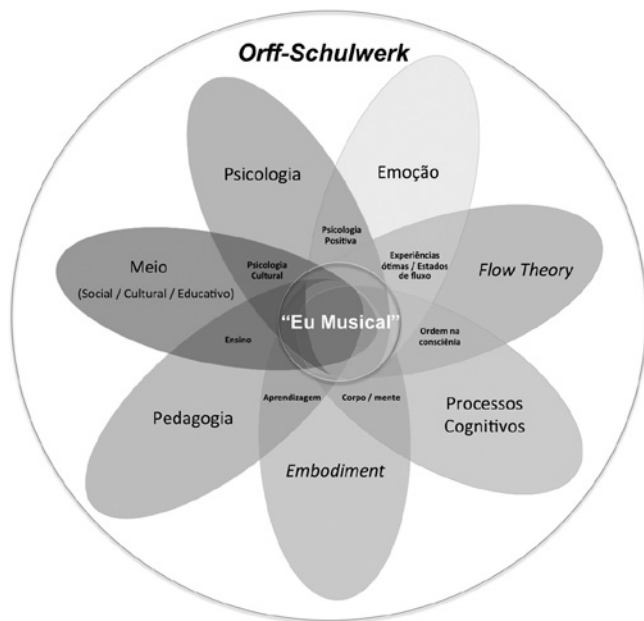 Orff-Schulwerk
Psicologia
Emoção
Psicologia
Positiva
Meio
(Social / Cultural / Educativo)
Psicologia
Cultural
Experiências
ótimas / Estados
de fluxo
Flow Theory
"Eu Musical"
Ensino
Ordem na
consciênia
Pedagogia
Aprendizagem
Corpo / mente
Processos
Cognitivos
Embodiment